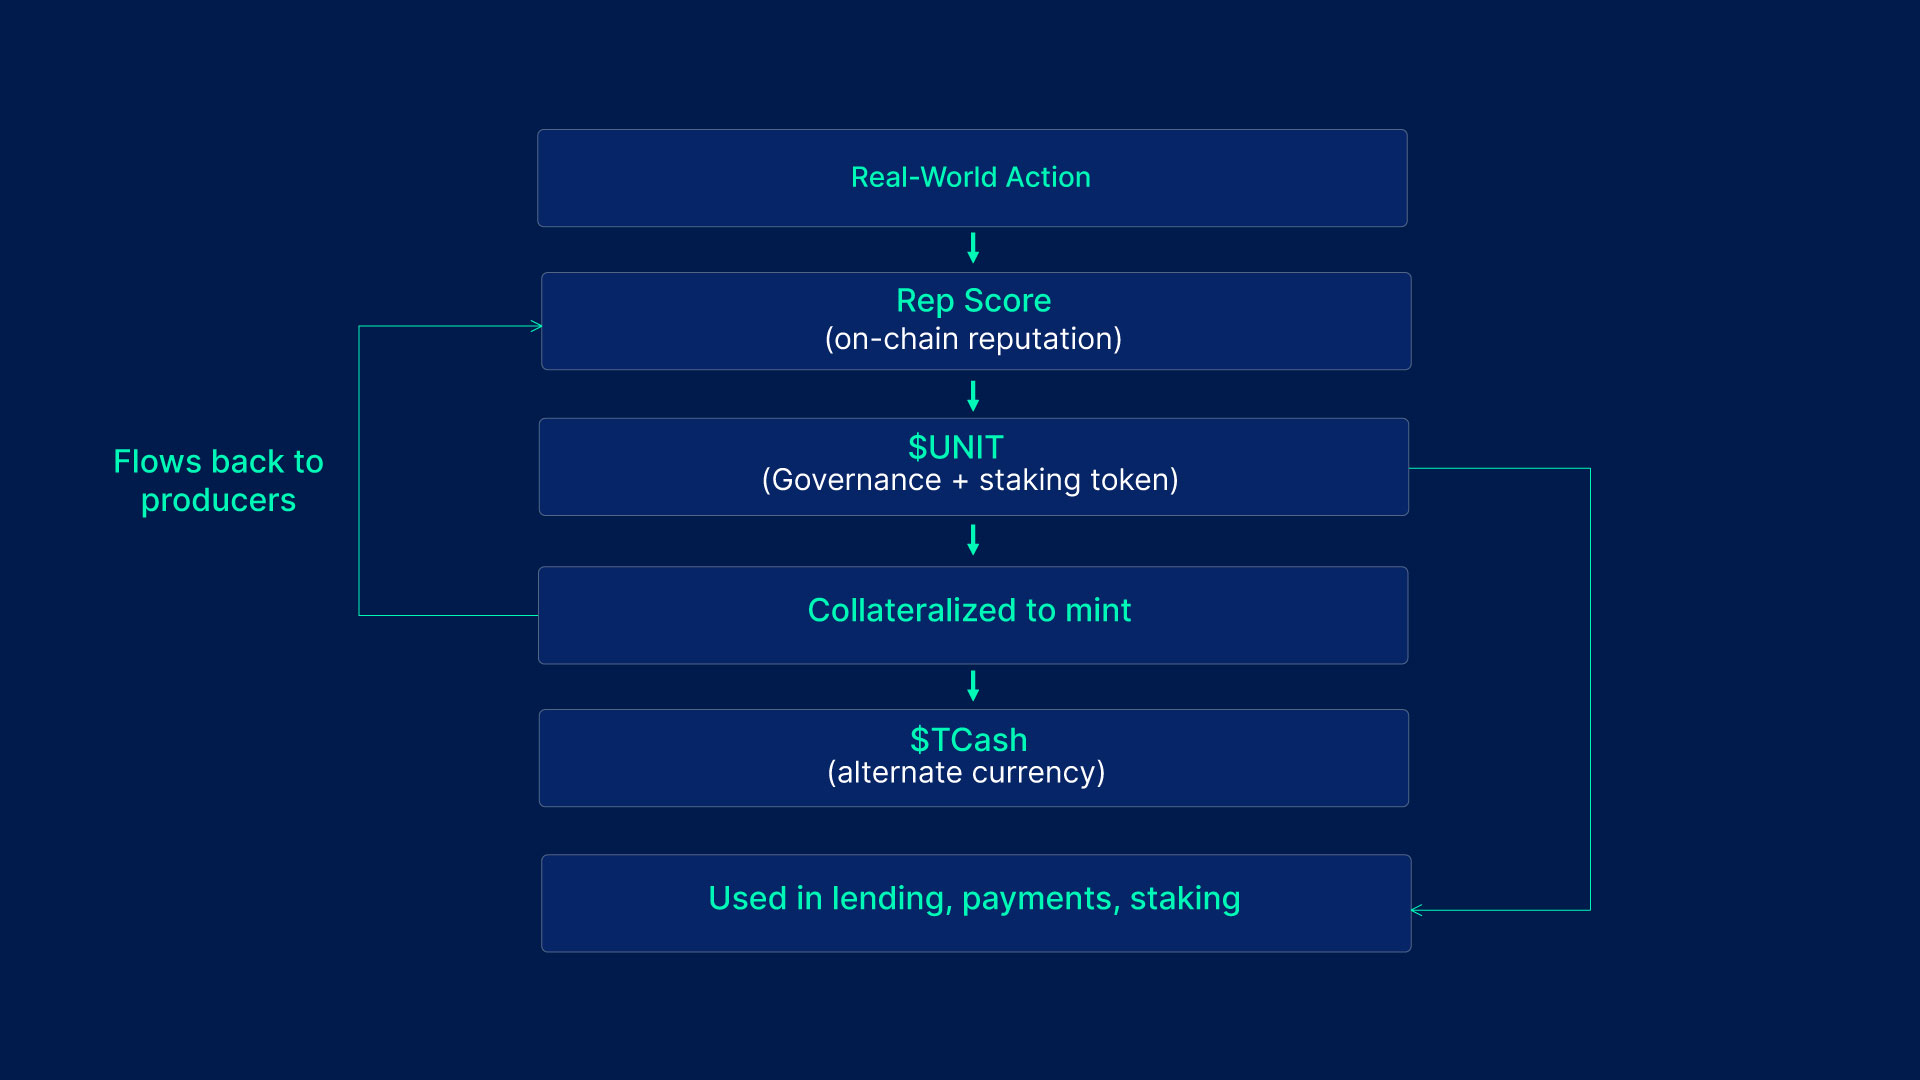 Real-World Action
Rep Score
(on-chain reputation)
$UNIT
(Governance + staking token)
Flows back to
producers
Collateralized to mint
$TCash
(alternate currency)
Used in lending, payments, staking